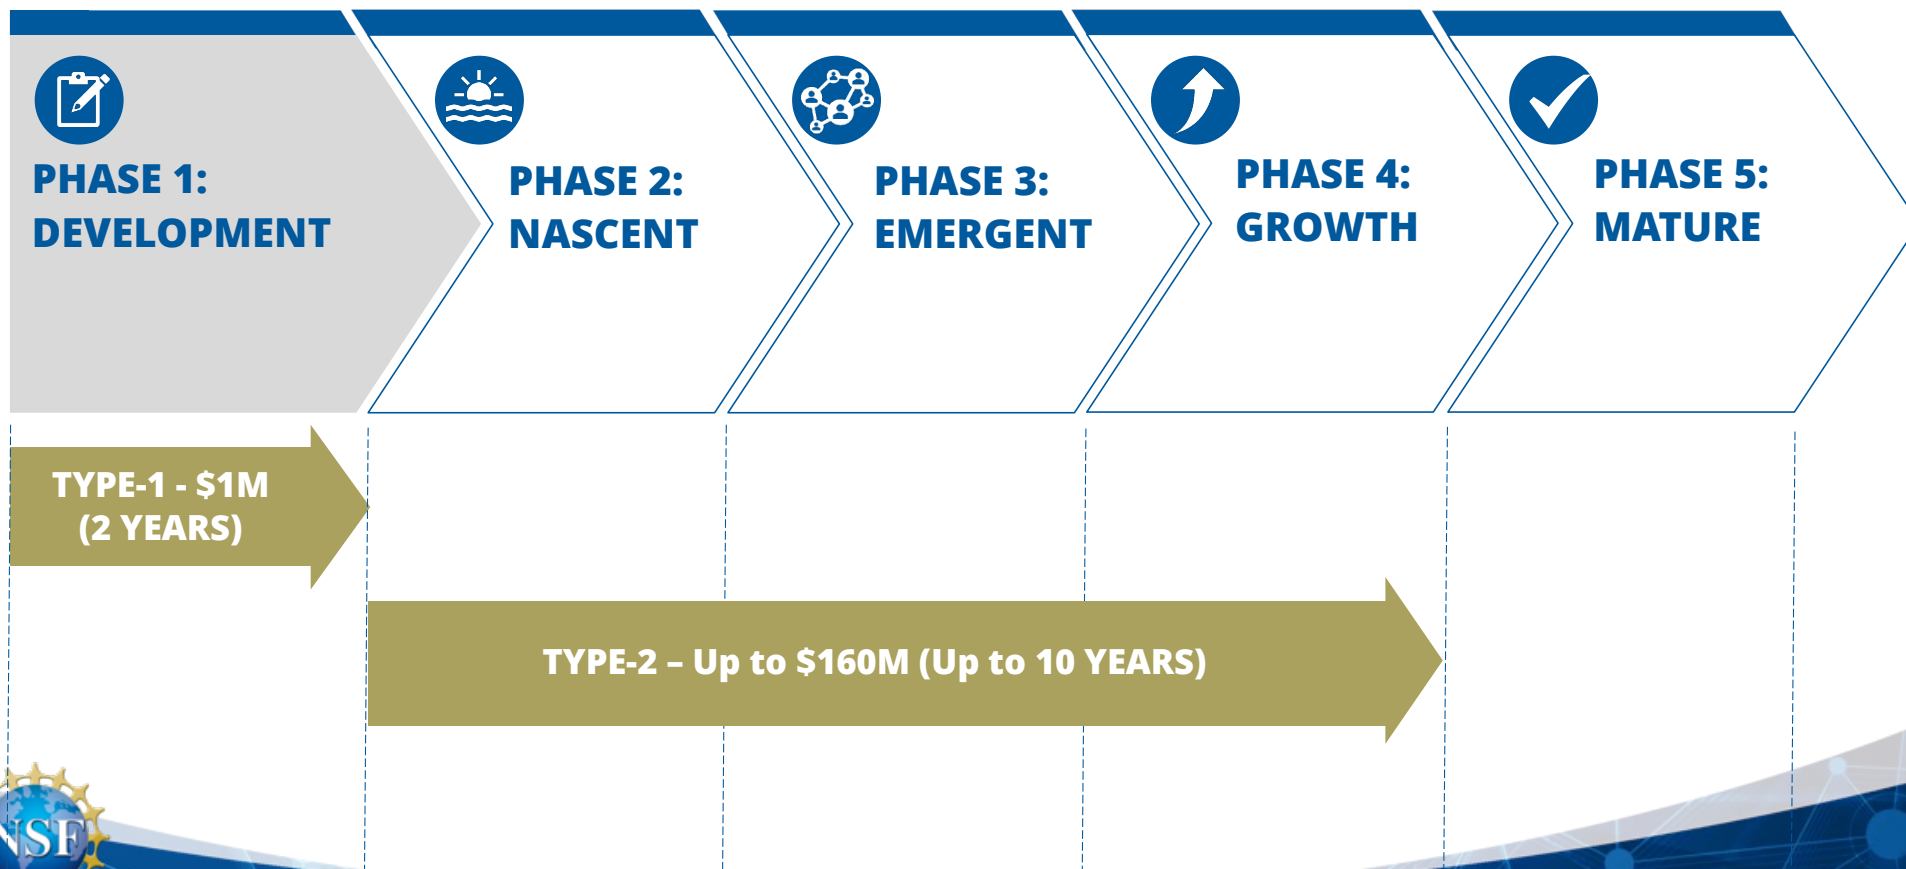 PHASE 1:
DEVELOPMENT
PHASE 2:
NASCENT
PHASE 3:
EMERGENT
PHASE 4:
GROWTH
PHASE 5:
MATURE
TYPE-1 - $1M
(2 YEARS)
TYPE-2 – Up to $160M (Up to 10 YEARS)
NSF